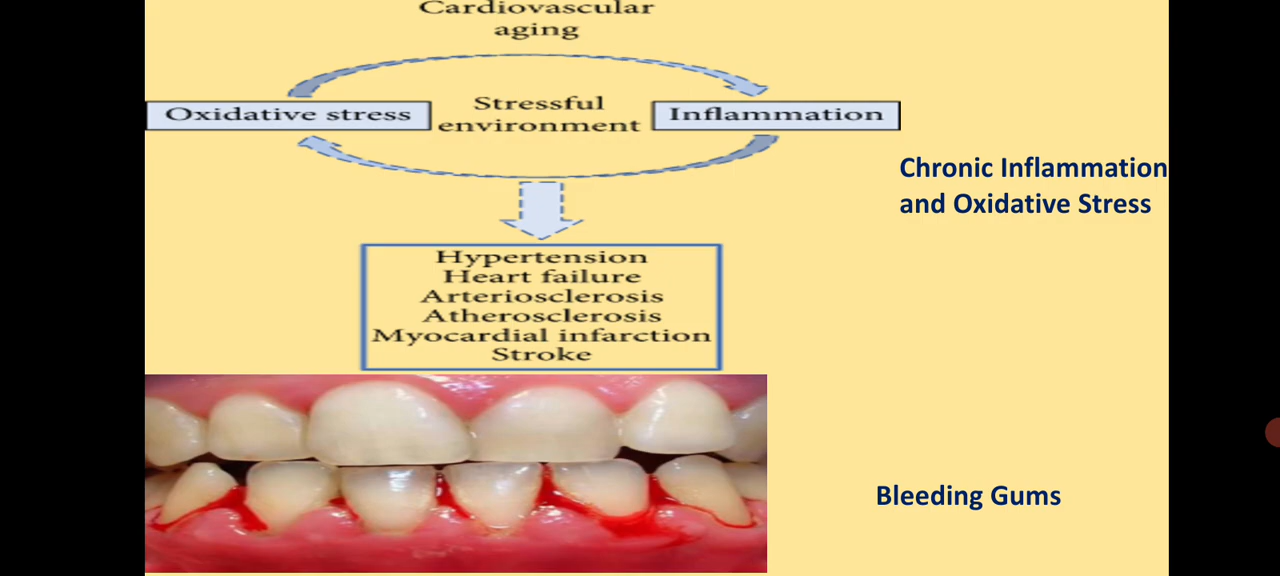 Cardiovascular
aging
Oxidative stress
Stressful
environment
Inflammation
Chronic Inflammation
and Oxidative Stress
Hypertension
Heart failure
Arteriosclerosis
Atherosclerosis
Myocardial infarction
Stroke
Bleeding Gums